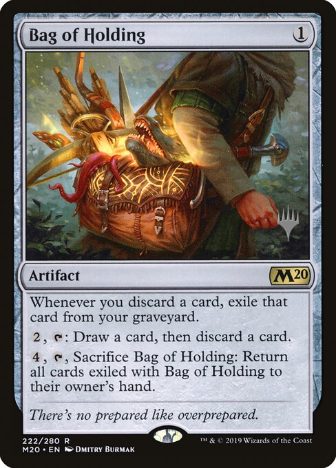 Bag of Holding 1
Artifact M20
Whenever you discard a card, exile that
card from your graveyard.
2, T: Draw a card, then discard a card.
4, T, Sacrifice Bag of Holding: Return
all cards exiled with Bag of Holding to
their owner's hand.
There's no prepared like overprepared.
222/280 R
M20 • EN Dmitry Burmak ™ & © 2019 Wizards of the Coast